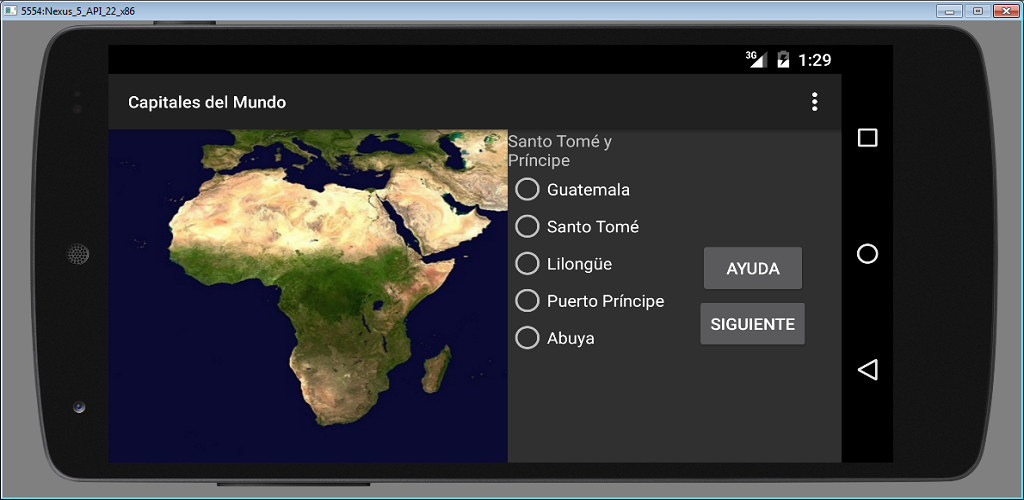 5554:Nexus_5_API_22_x86
3G 1:29
Capitales del Mundo
Santo Tomé y
Príncipe
Guatemala
Santo Tomé
Lilongüe
Puerto Príncipe
Abuya
AYUDA
SIGUIENTE